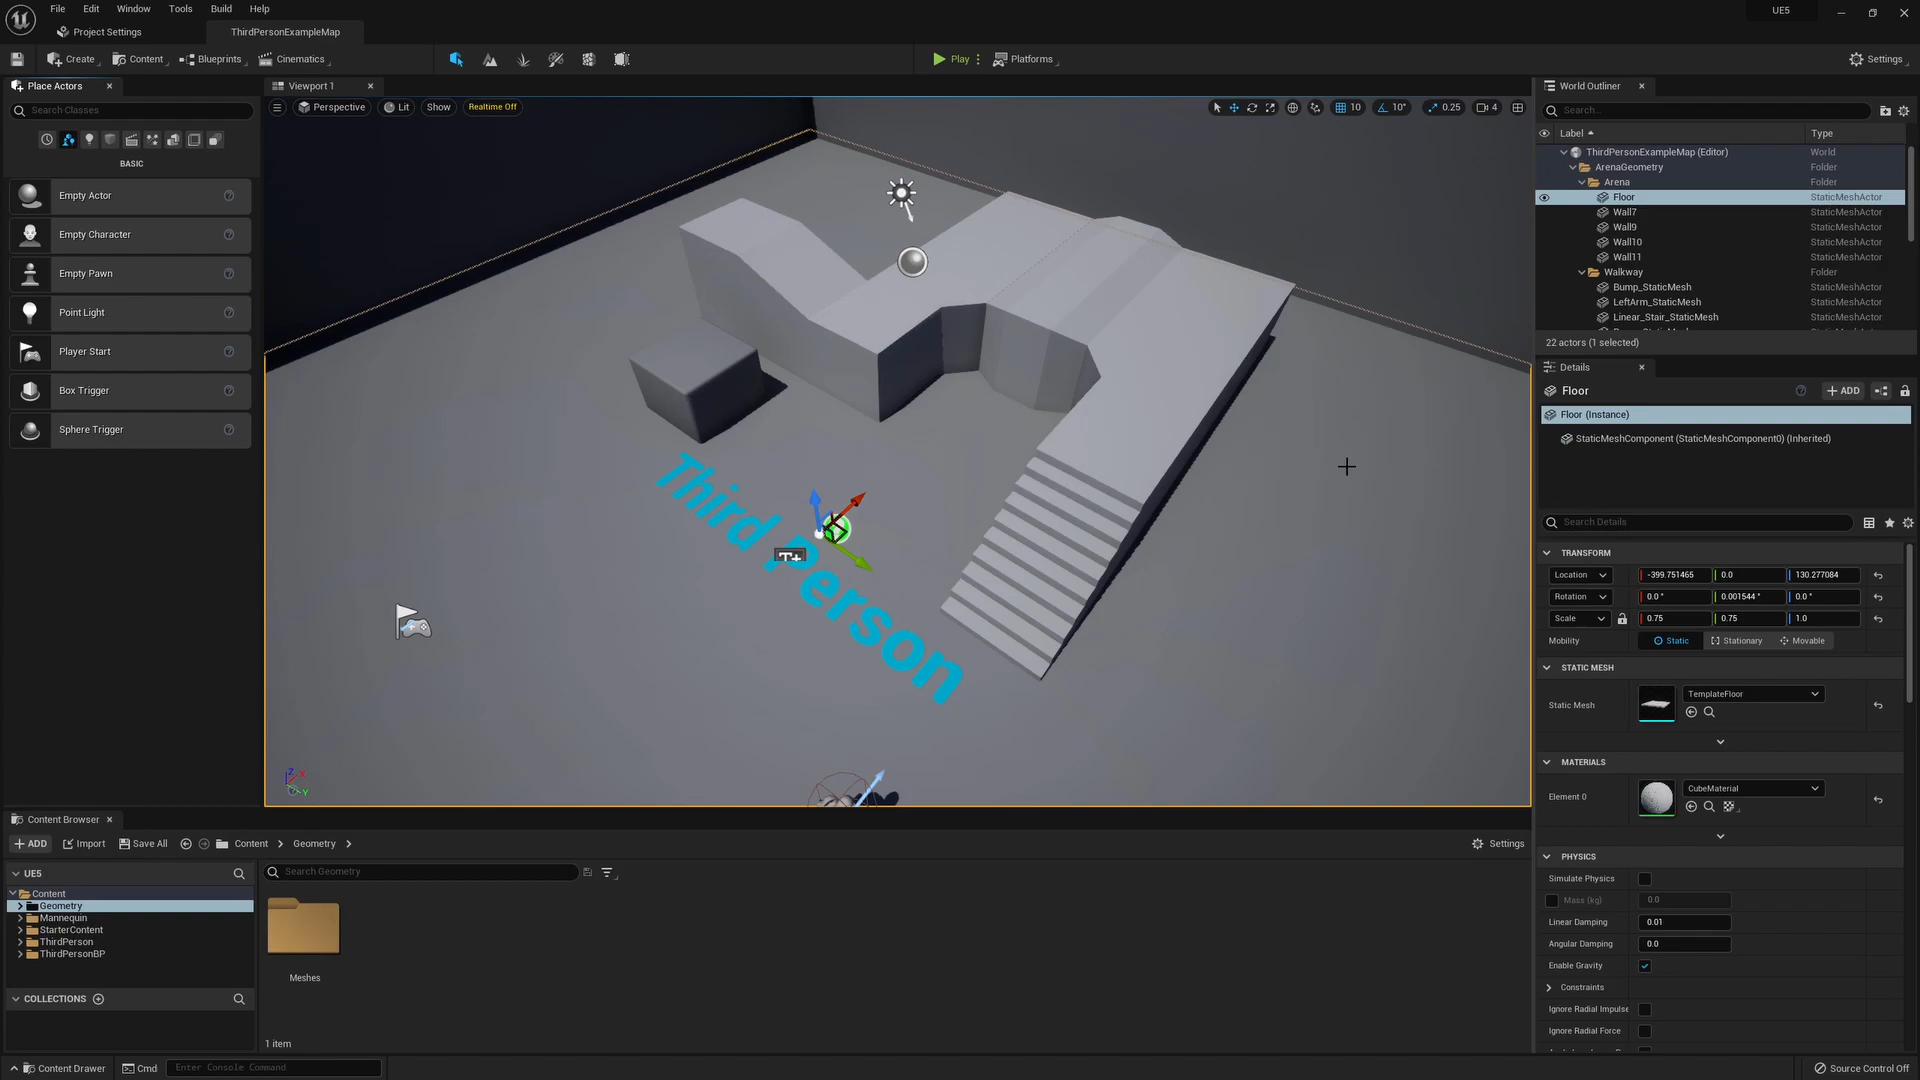 File Edit Window Tools Build Help
UE5
Project Settings
ThirdPersonExampleMap
Create
Content
Blueprints
Cinematics
Play
Platforms
Settings
Place Actors
Search Classes
BASIC
Empty Actor
Empty Character
Empty Pawn
Point Light
Player Start
Box Trigger
Sphere Trigger
Viewport 1
Perspective
Lit
Show
Realtime Off
10
10°
0.25
4
Third Person
T+
Z
X
Y
World Outliner
Search...
Label
Type
ThirdPersonExampleMap (Editor) World
ArenaGeometry Folder
Arena Folder
Floor StaticMeshActor
Wall7 StaticMeshActor
Wall9 StaticMeshActor
Wall10 StaticMeshActor
Wall11 StaticMeshActor
Walkway Folder
Bump_StaticMesh StaticMeshActor
LeftArm_StaticMesh StaticMeshActor
Linear_Stair_StaticMesh StaticMeshActor
22 actors (1 selected)
Details
Floor
ADD
Floor (Instance)
StaticMeshComponent (StaticMeshComponent0) (Inherited)
Search Details
TRANSFORM
Location -399.751465 0.0 130.277084
Rotation 0.0 ° 0.001544 ° 0.0 °
Scale 0.75 0.75 1.0
Mobility Static Stationary Movable
STATIC MESH
Static Mesh
TemplateFloor
MATERIALS
Element 0
CubeMaterial
PHYSICS
Simulate Physics
Mass (kg) 0.0
Linear Damping 0.01
Angular Damping 0.0
Enable Gravity
Constraints
Ignore Radial Impulse
Ignore Radial Force
Content Browser
ADD
Import
Save All
Content
Geometry
Settings
UE5
Content
Geometry
Mannequin
StarterContent
ThirdPerson
ThirdPersonBP
COLLECTIONS
Search Geometry
Meshes
1 item
Content Drawer
Cmd
Enter Console Command
Source Control Off